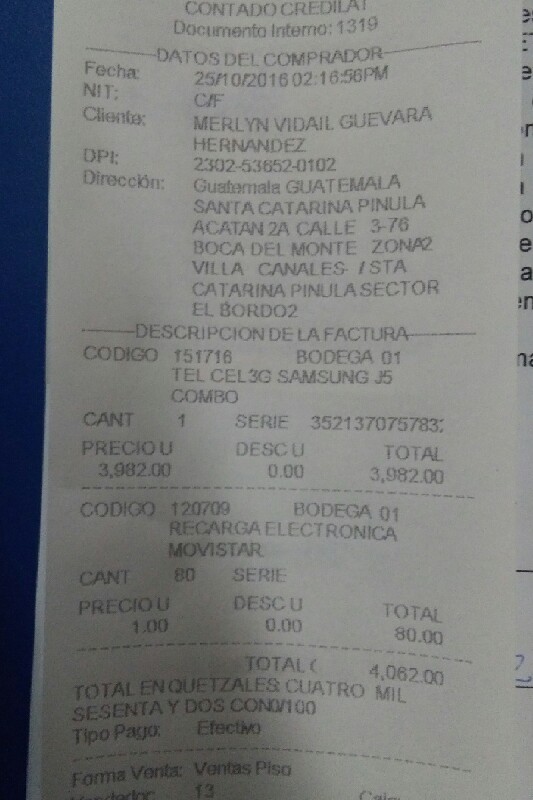 CONTADO CREDILAT
Documento Interno: 1319
DATOS DEL COMPRADOR
Fecha: 25/10/2016 02:16:56PM
NIT: C/F
Cliente: MERLYN VIDAIL GUEVARA
HERNANDEZ
DPI: 2302-53652-0102
Dirección: Guatemala GUATEMALA
SANTA CATARINA PINULA
ACATAN 2A CALLE 3-76
BOCA DEL MONTE ZONA2
VILLA CANALES- / STA
CATARINA PINULA SECTOR
EL BORDO2
DESCRIPCION DE LA FACTURA
CODIGO 151716 BODEGA 01
TEL CEL3G SAMSUNG J5
COMBO
CANT 1 SERIE 352137075783
PRECIO U DESC U TOTAL
3,982.00 0.00 3,982.00
CODIGO 120709 BODEGA 01
RECARGA ELECTRONICA
MOVISTAR
CANT 80 SERIE
PRECIO U DESC U TOTAL
1.00 0.00 80.00
TOTAL ( 4,062.00
TOTAL EN QUETZALES: CUATRO MIL
SESENTA Y DOS CON0/100
Tipo Pago: Efectivo
Forma Venta: Ventas Piso
Vendedor: 13